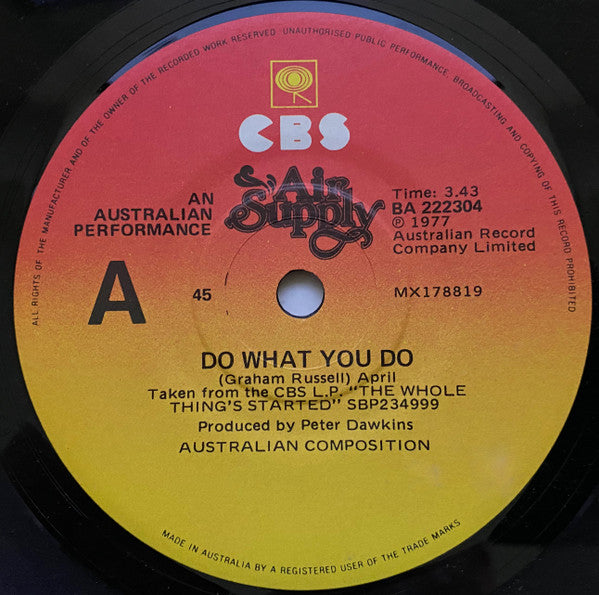 ALL RIGHTS OF THE MANUFACTURER AND OF THE OWNER OF THE RECORDED WORK RESERVED. UNAUTHORISED PUBLIC PERFORMANCE, BROADCASTING AND COPYING OF THIS RECORD PROHIBITED
CBS
Air
Supply
AN
AUSTRALIAN
PERFORMANCE
Time: 3.43
BA 222304
℗ 1977
Australian Record
Company Limited
A
45
MX178819
DO WHAT YOU DO
(Graham Russell) April
Taken from the CBS L.P. "THE WHOLE
THING'S STARTED" SBP234999
Produced by Peter Dawkins
AUSTRALIAN COMPOSITION
MADE IN AUSTRALIA BY A REGISTERED USER OF THE TRADE MARKS